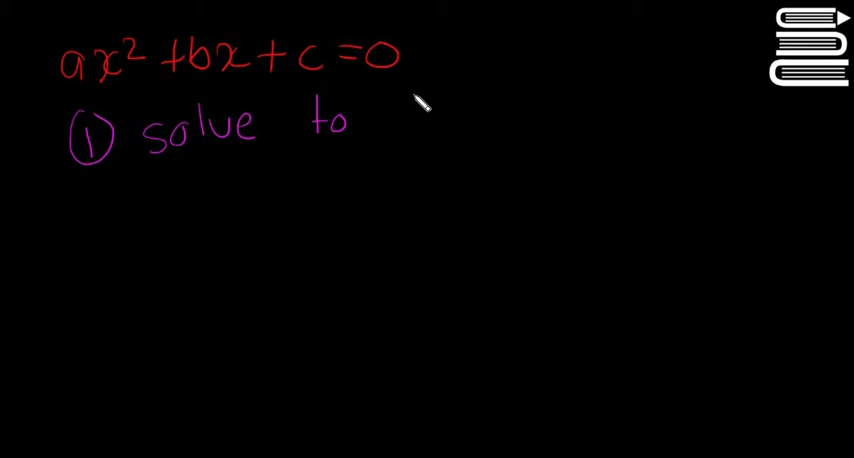 ax² + bx + c = 0
① solve to